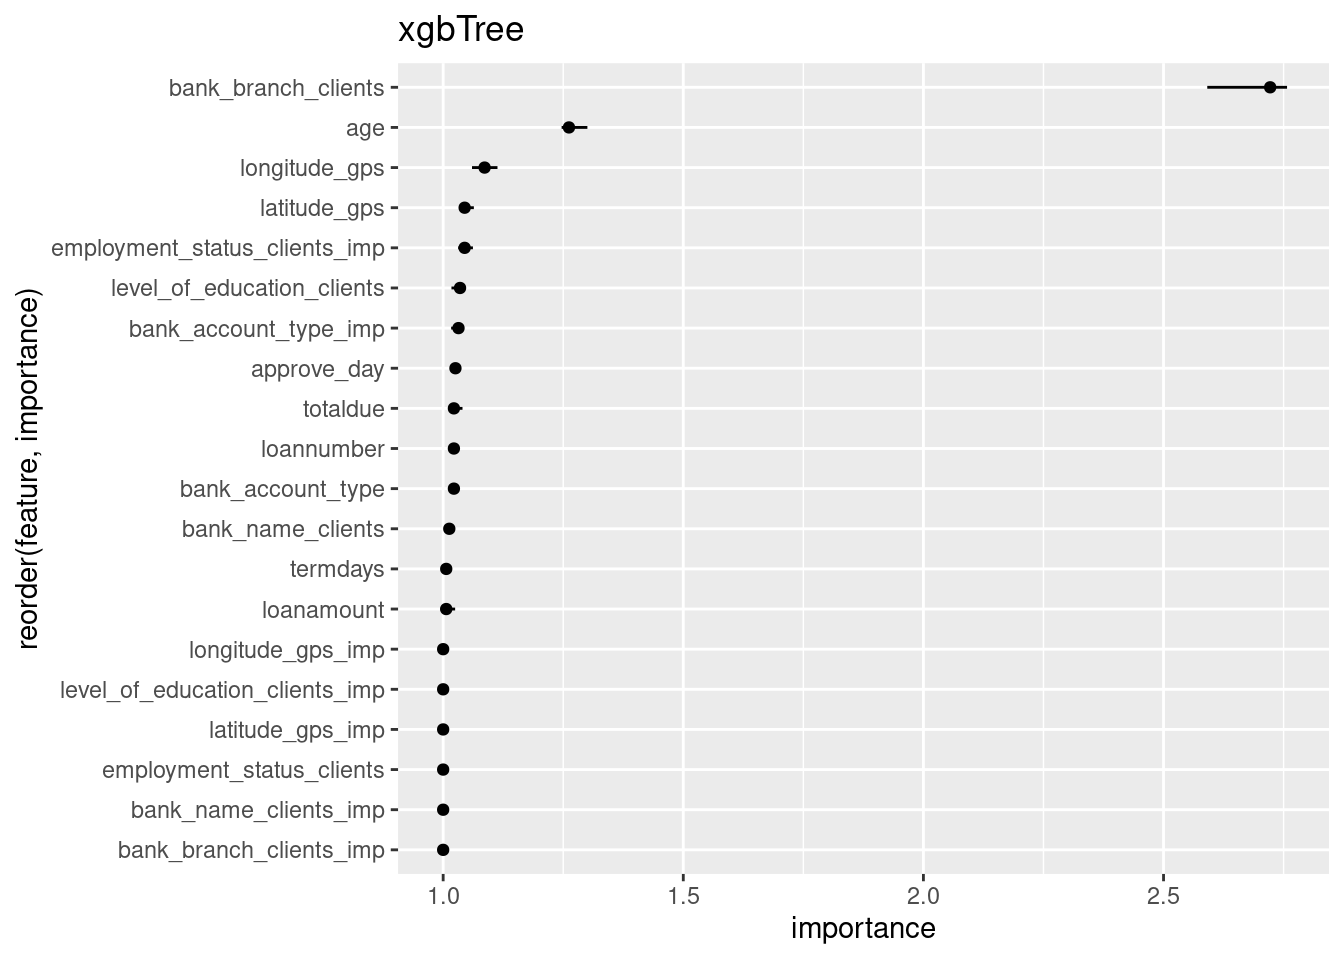 xgbTree
bank_branch_clients
age
longitude_gps
latitude_gps
employment_status_clients_imp
level_of_education_clients
bank_account_type_imp
approve_day
totaldue
loannumber
bank_account_type
bank_name_clients
termdays
loanamount
longitude_gps_imp
level_of_education_clients_imp
latitude_gps_imp
employment_status_clients
bank_name_clients_imp
bank_branch_clients_imp
reorder(feature, importance)
1.0 1.5 2.0 2.5
importance